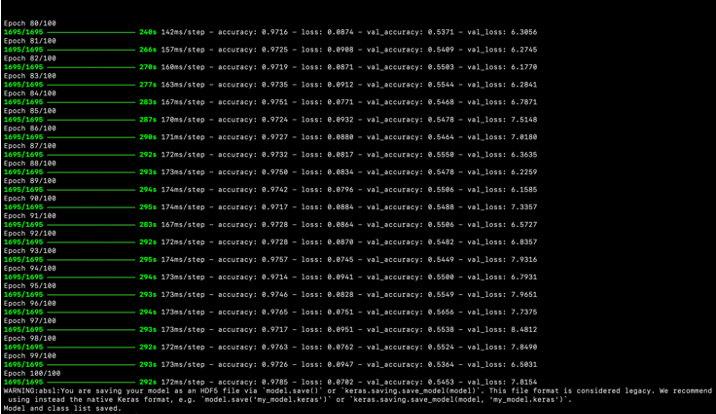 Epoch 80/100
1695/1695 240s 142ms/step - accuracy: 0.9716 - loss: 0.0874 - val_accuracy: 0.5371 - val_loss: 6.3056
Epoch 81/100
1695/1695 266s 157ms/step - accuracy: 0.9725 - loss: 0.0908 - val_accuracy: 0.5409 - val_loss: 6.2745
Epoch 82/100
1695/1695 270s 160ms/step - accuracy: 0.9719 - loss: 0.0871 - val_accuracy: 0.5503 - val_loss: 6.1770
Epoch 83/100
1695/1695 277s 163ms/step - accuracy: 0.9735 - loss: 0.0912 - val_accuracy: 0.5544 - val_loss: 6.2841
Epoch 84/100
1695/1695 283s 167ms/step - accuracy: 0.9751 - loss: 0.0771 - val_accuracy: 0.5468 - val_loss: 6.7871
Epoch 85/100
1695/1695 287s 170ms/step - accuracy: 0.9724 - loss: 0.0932 - val_accuracy: 0.5478 - val_loss: 7.5148
Epoch 86/100
1695/1695 290s 171ms/step - accuracy: 0.9727 - loss: 0.0880 - val_accuracy: 0.5464 - val_loss: 7.0180
Epoch 87/100
1695/1695 292s 172ms/step - accuracy: 0.9732 - loss: 0.0817 - val_accuracy: 0.5550 - val_loss: 6.3635
Epoch 88/100
1695/1695 293s 173ms/step - accuracy: 0.9750 - loss: 0.0834 - val_accuracy: 0.5478 - val_loss: 6.2259
Epoch 89/100
1695/1695 294s 174ms/step - accuracy: 0.9742 - loss: 0.0796 - val_accuracy: 0.5506 - val_loss: 6.1585
Epoch 90/100
1695/1695 295s 174ms/step - accuracy: 0.9717 - loss: 0.0884 - val_accuracy: 0.5488 - val_loss: 7.3357
Epoch 91/100
1695/1695 283s 167ms/step - accuracy: 0.9728 - loss: 0.0864 - val_accuracy: 0.5506 - val_loss: 6.5727
Epoch 92/100
1695/1695 292s 172ms/step - accuracy: 0.9728 - loss: 0.0870 - val_accuracy: 0.5482 - val_loss: 6.8357
Epoch 93/100
1695/1695 295s 174ms/step - accuracy: 0.9757 - loss: 0.0745 - val_accuracy: 0.5449 - val_loss: 7.9316
Epoch 94/100
1695/1695 294s 173ms/step - accuracy: 0.9714 - loss: 0.0941 - val_accuracy: 0.5500 - val_loss: 6.7931
Epoch 95/100
1695/1695 293s 173ms/step - accuracy: 0.9746 - loss: 0.0828 - val_accuracy: 0.5549 - val_loss: 7.9651
Epoch 96/100
1695/1695 294s 173ms/step - accuracy: 0.9765 - loss: 0.0751 - val_accuracy: 0.5656 - val_loss: 7.7375
Epoch 97/100
1695/1695 293s 173ms/step - accuracy: 0.9717 - loss: 0.0951 - val_accuracy: 0.5538 - val_loss: 8.4812
Epoch 98/100
1695/1695 292s 172ms/step - accuracy: 0.9763 - loss: 0.0762 - val_accuracy: 0.5524 - val_loss: 7.8490
Epoch 99/100
1695/1695 293s 173ms/step - accuracy: 0.9726 - loss: 0.0947 - val_accuracy: 0.5364 - val_loss: 6.5031
Epoch 100/100
1695/1695 292s 172ms/step - accuracy: 0.9785 - loss: 0.0702 - val_accuracy: 0.5453 - val_loss: 7.8154
WARNING:absl:You are saving your model as an HDF5 file via `model.save()` or `keras.saving.save_model(model)`. This file format is considered legacy. We recommend
using instead the native Keras format, e.g. `model.save('my_model.keras')` or `keras.saving.save_model(model, 'my_model.keras')`.
Model and class list saved.